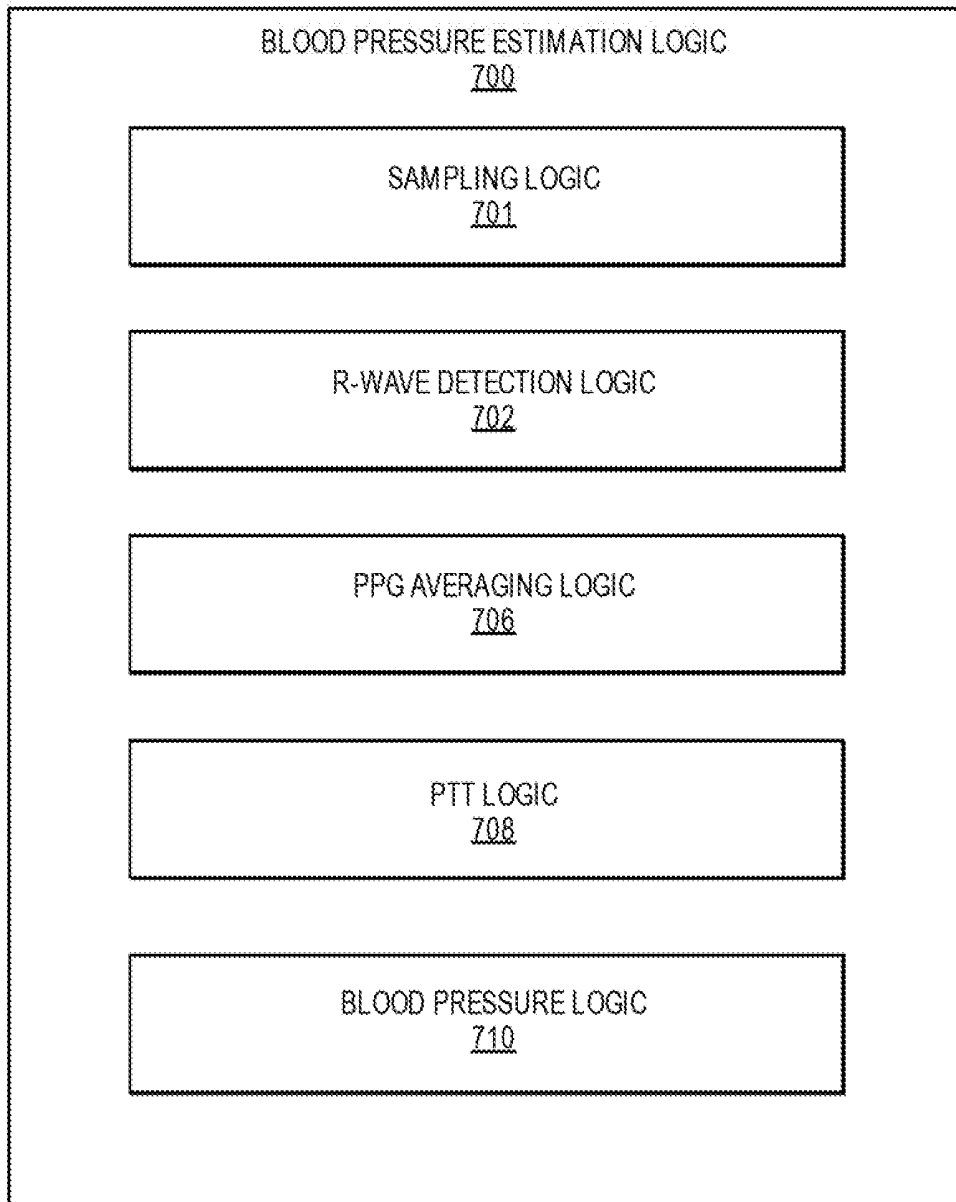 BLOOD PRESSURE ESTIMATION LOGIC
700
SAMPLING LOGIC
701
R-WAVE DETECTION LOGIC
702
PPG AVERAGING LOGIC
706
PTT LOGIC
708
BLOOD PRESSURE LOGIC
710